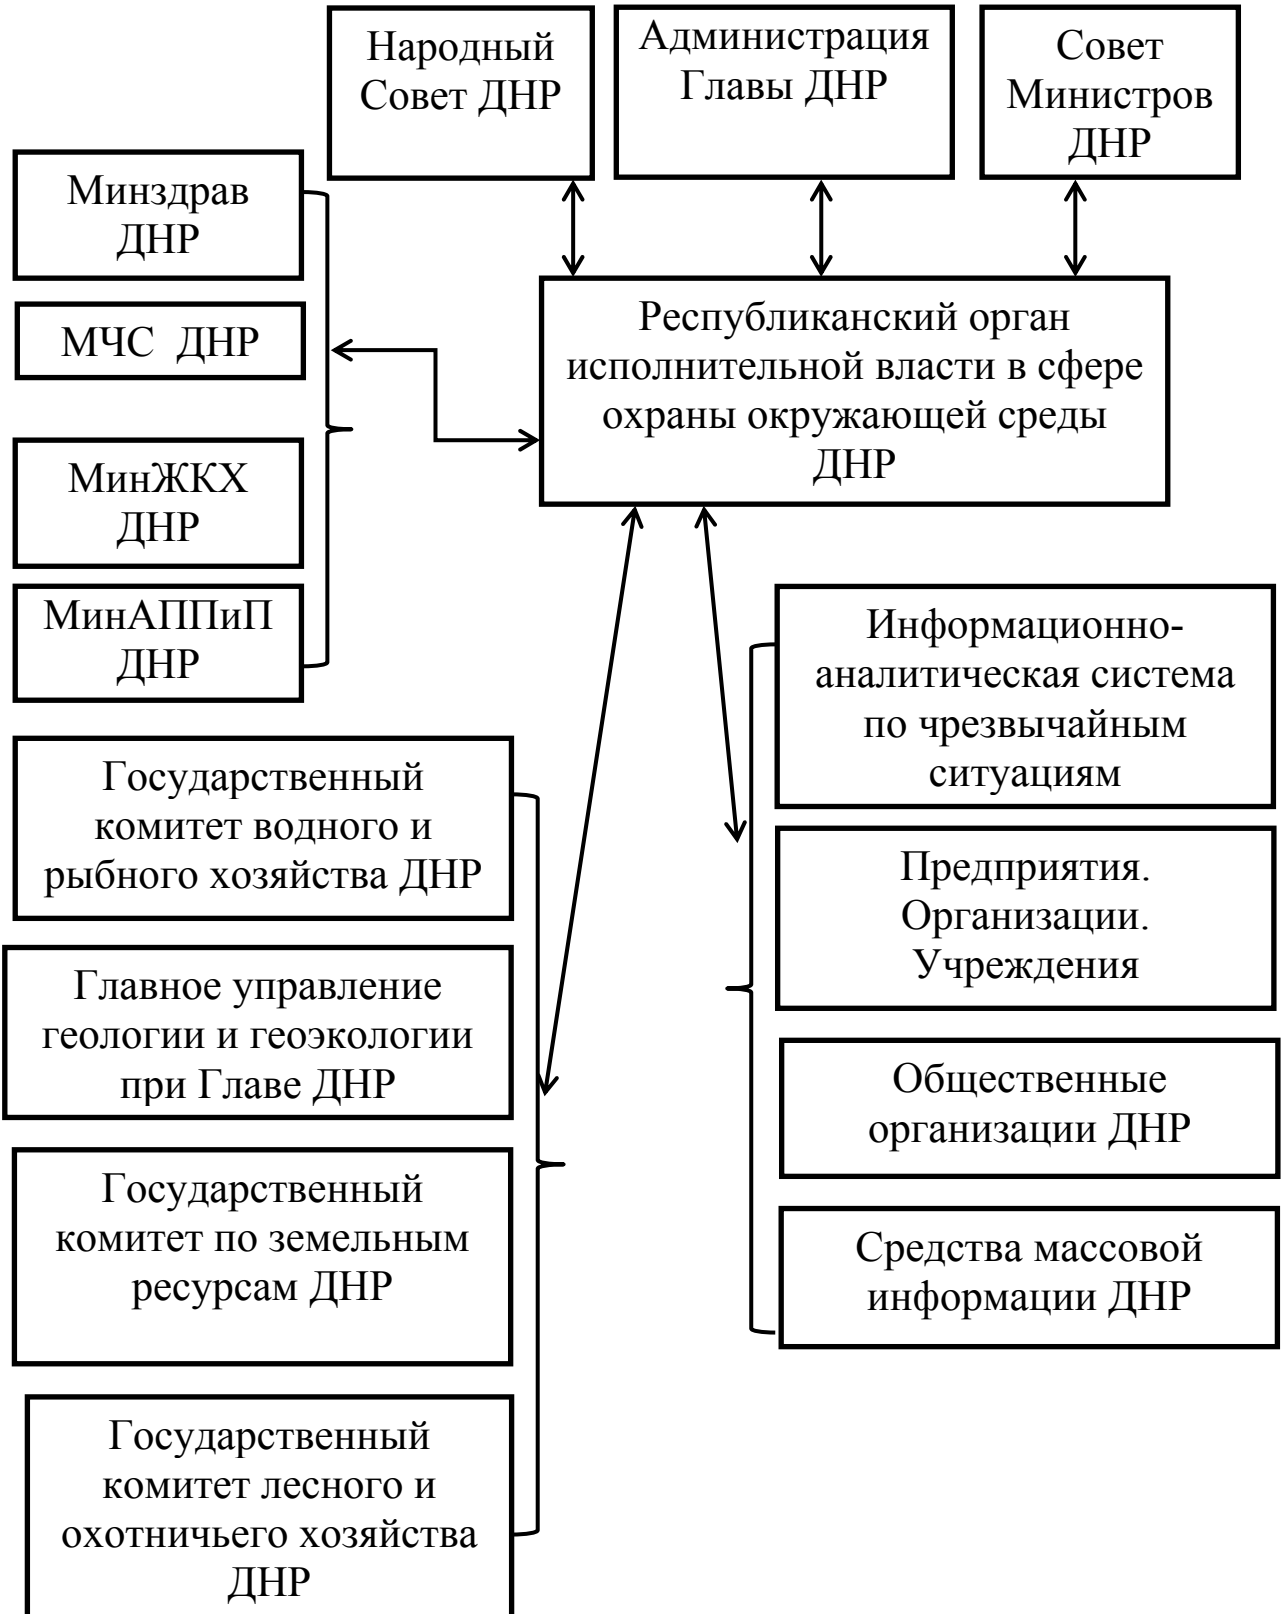 Народный
Совет ДНР
Администрация
Главы ДНР
Совет
Министров
ДНР
Минздрав
ДНР
МЧС ДНР
МинЖКХ
ДНР
МинАППиП
ДНР
Республиканский орган
исполнительной власти в сфере
охраны окружающей среды
ДНР
Государственный
комитет водного и
рыбного хозяйства ДНР
Главное управление
геологии и геоэкологии
при Главе ДНР
Государственный
комитет по земельным
ресурсам ДНР
Государственный
комитет лесного и
охотничьего хозяйства
ДНР
Информационно-
аналитическая система
по чрезвычайным
ситуациям
Предприятия.
Организации.
Учреждения
Общественные
организации ДНР
Средства массовой
информации ДНР